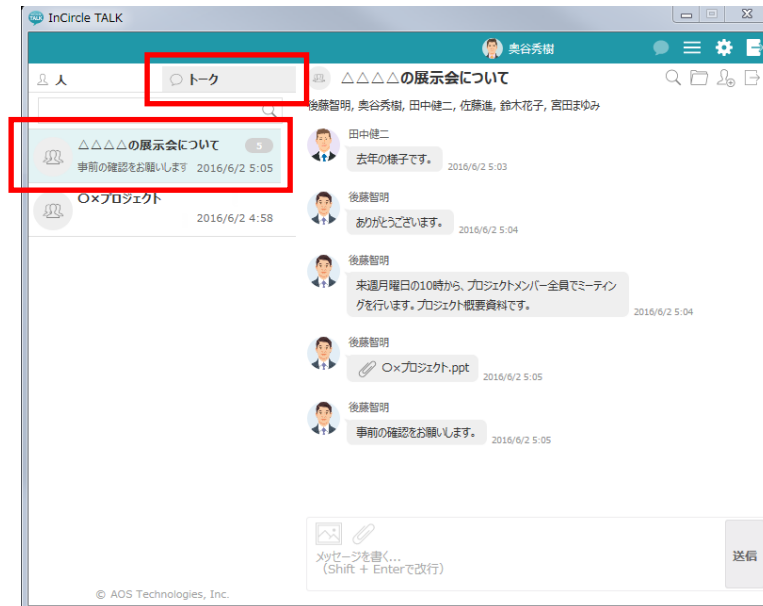 InCircle TALK
奥谷秀樹
人
トーク
△△△△の展示会について
5
事前の確認をお願いします
2016/6/2 5:05
○×プロジェクト
2016/6/2 4:58
© AOS Technologies, Inc.
△△△△の展示会について
後藤智明, 奥谷秀樹, 田中健二, 佐藤進, 鈴木花子, 宮田まゆみ
田中健二
去年の様子です。
2016/6/2 5:03
後藤智明
ありがとうございます。
2016/6/2 5:04
後藤智明
来週月曜日の10時から、プロジェクトメンバー全員でミーティン
グを行います。プロジェクト概要資料です。
2016/6/2 5:04
後藤智明
○×プロジェクト.ppt
2016/6/2 5:05
後藤智明
事前の確認をお願いします。
2016/6/2 5:05
メッセージを書く...
（Shift + Enterで改行）
送信